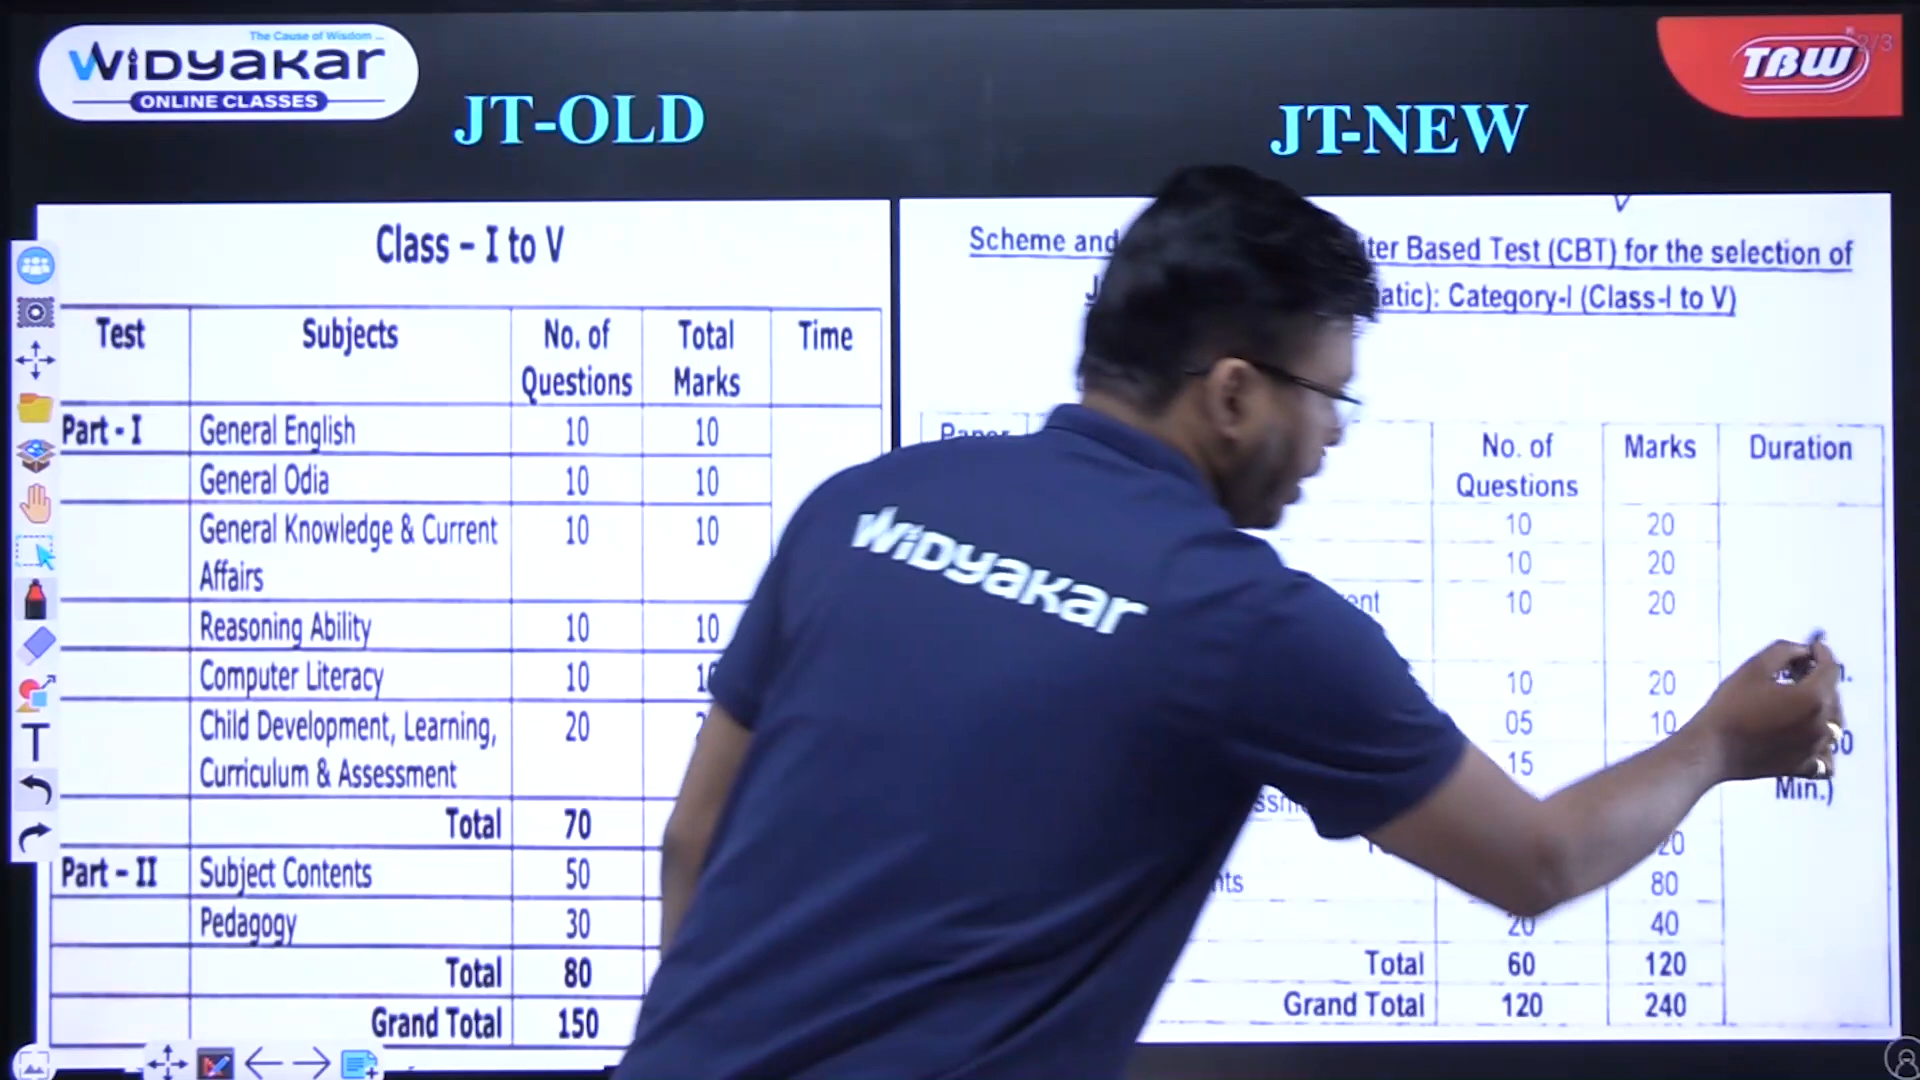 The Cause of Wisdom ...
WiDyaKar
ONLINE CLASSES
JT-OLD
JT-NEW
TBW
2/3
Class – I to V
Test Subjects No. of Questions Total Marks Time
Part - I General English 10 10
General Odia 10 10
General Knowledge & Current Affairs 10 10
Reasoning Ability 10 10
Computer Literacy 10
Child Development, Learning, Curriculum & Assessment 20
Total 70
Part – II Subject Contents 50
Pedagogy 30
Total 80
Grand Total 150
Scheme and
Based Test (CBT) for the selection of
Category-I (Class-I to V)
No. of Questions Marks Duration
10 20
10 20
10 20
10 20
05 10
15
Min.)
80
20 40
Total 60 120
Grand Total 120 240
WiDyaKar
T